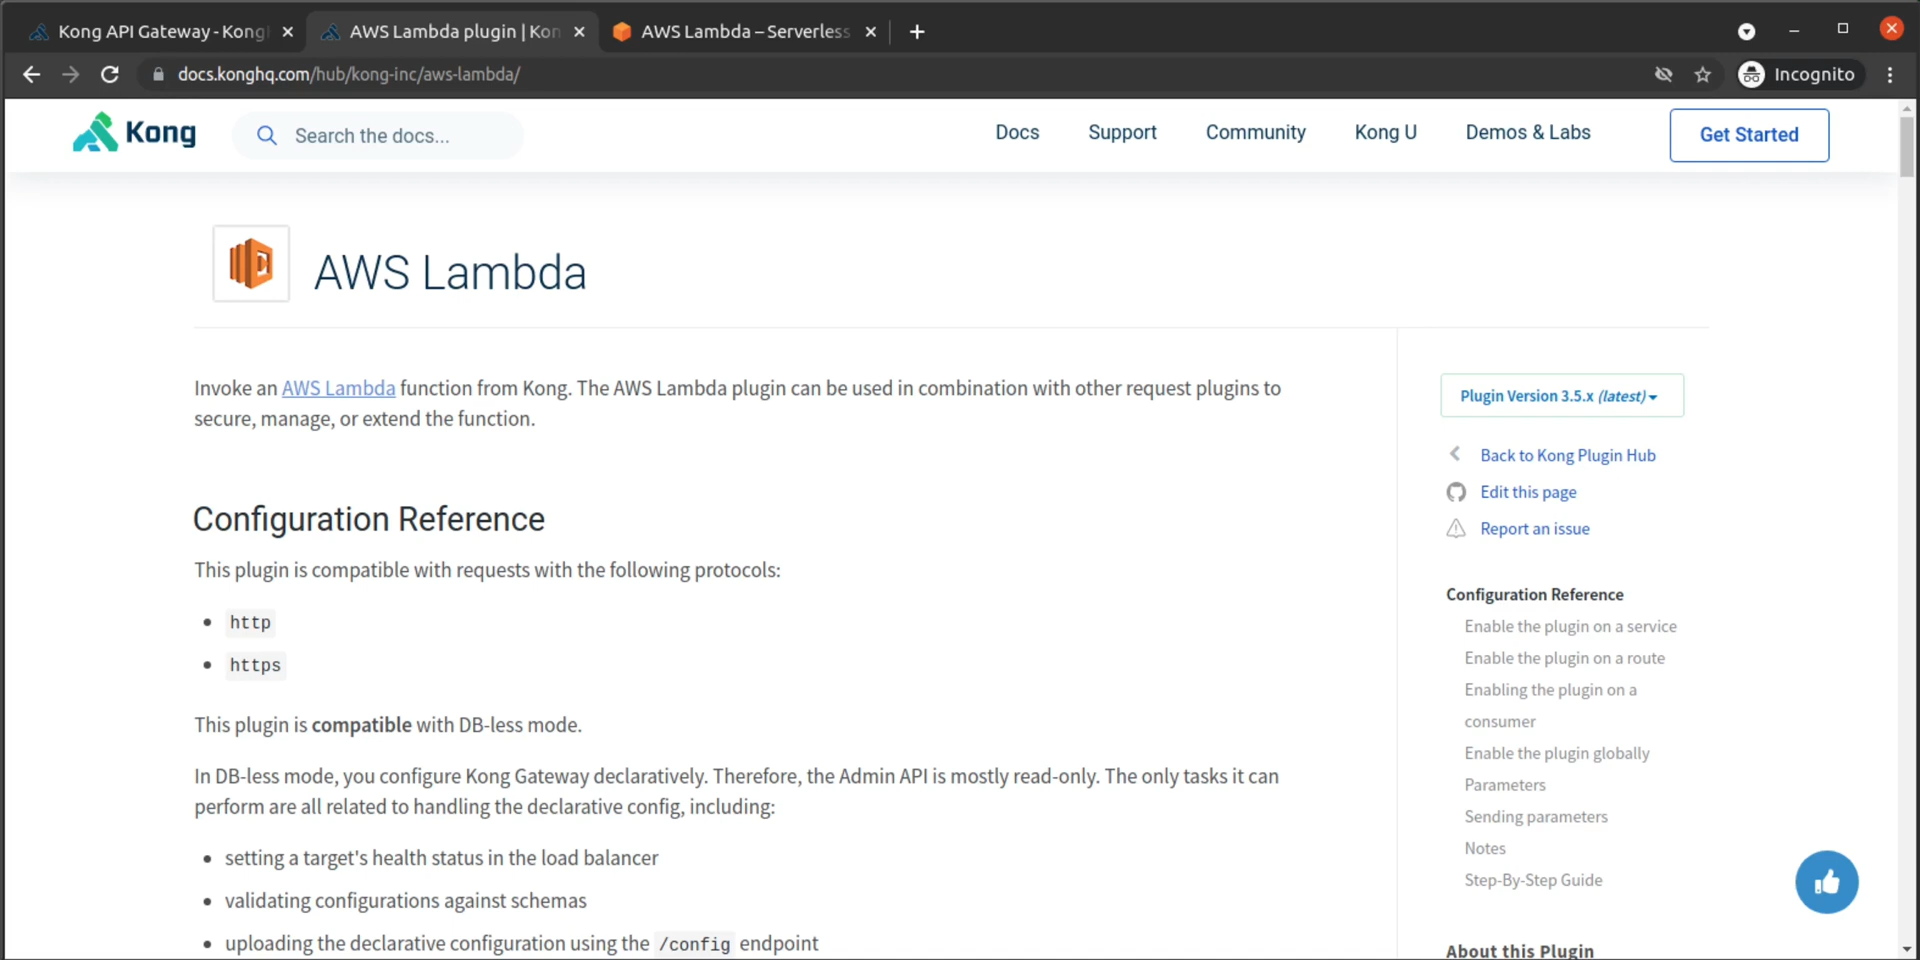 Kong API Gateway - Kong
AWS Lambda plugin | Kon
AWS Lambda – Serverless
docs.konghq.com/hub/kong-inc/aws-lambda/
Incognito
Kong
Search the docs...
Docs
Support
Community
Kong U
Demos & Labs
Get Started
AWS Lambda
Invoke an AWS Lambda function from Kong. The AWS Lambda plugin can be used in combination with other request plugins to
secure, manage, or extend the function.
Configuration Reference
This plugin is compatible with requests with the following protocols:
http
https
This plugin is compatible with DB-less mode.
In DB-less mode, you configure Kong Gateway declaratively. Therefore, the Admin API is mostly read-only. The only tasks it can
perform are all related to handling the declarative config, including:
setting a target's health status in the load balancer
validating configurations against schemas
uploading the declarative configuration using the /config endpoint
Plugin Version 3.5.x (latest)
Back to Kong Plugin Hub
Edit this page
Report an issue
Configuration Reference
Enable the plugin on a service
Enable the plugin on a route
Enabling the plugin on a
consumer
Enable the plugin globally
Parameters
Sending parameters
Notes
Step-By-Step Guide
About this Plugin